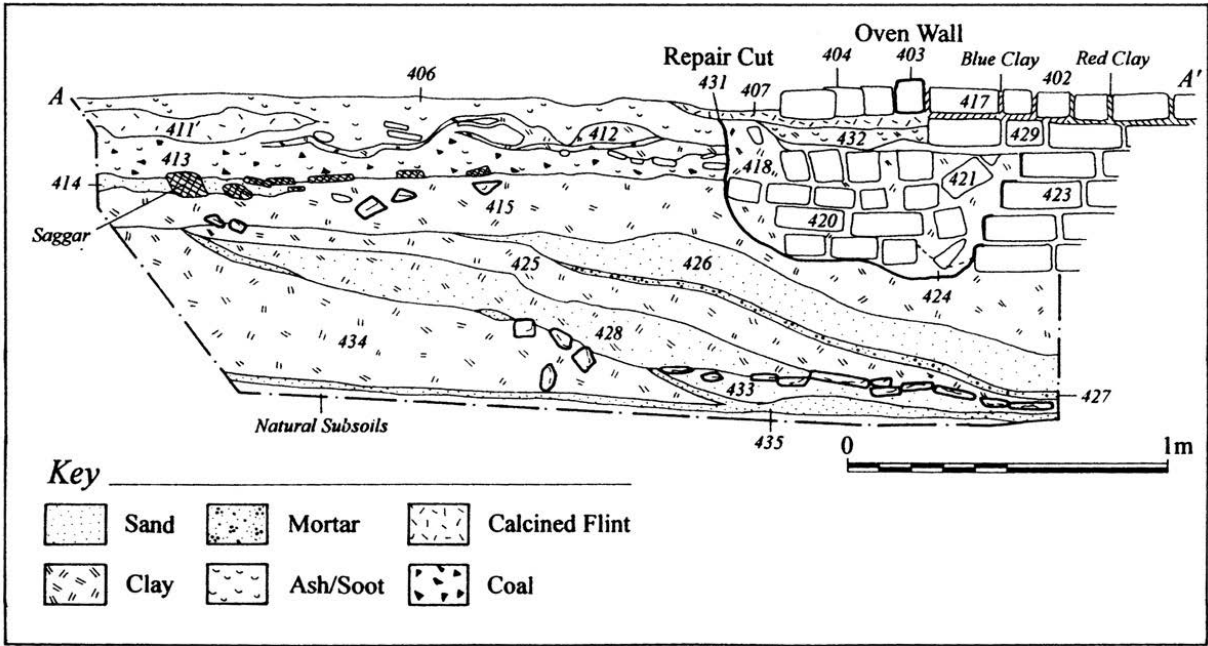 Oven Wall
Repair Cut
404
403
Blue Clay
Red Clay
A
406
431
407
402
A'
417
411
412
432
429
413
418
421
414
423
415
420
Saggar
425
426
424
434
428
433
427
Natural Subsoils
435
0
1m
Key
Sand
Mortar
Calcined Flint
Clay
Ash/Soot
Coal